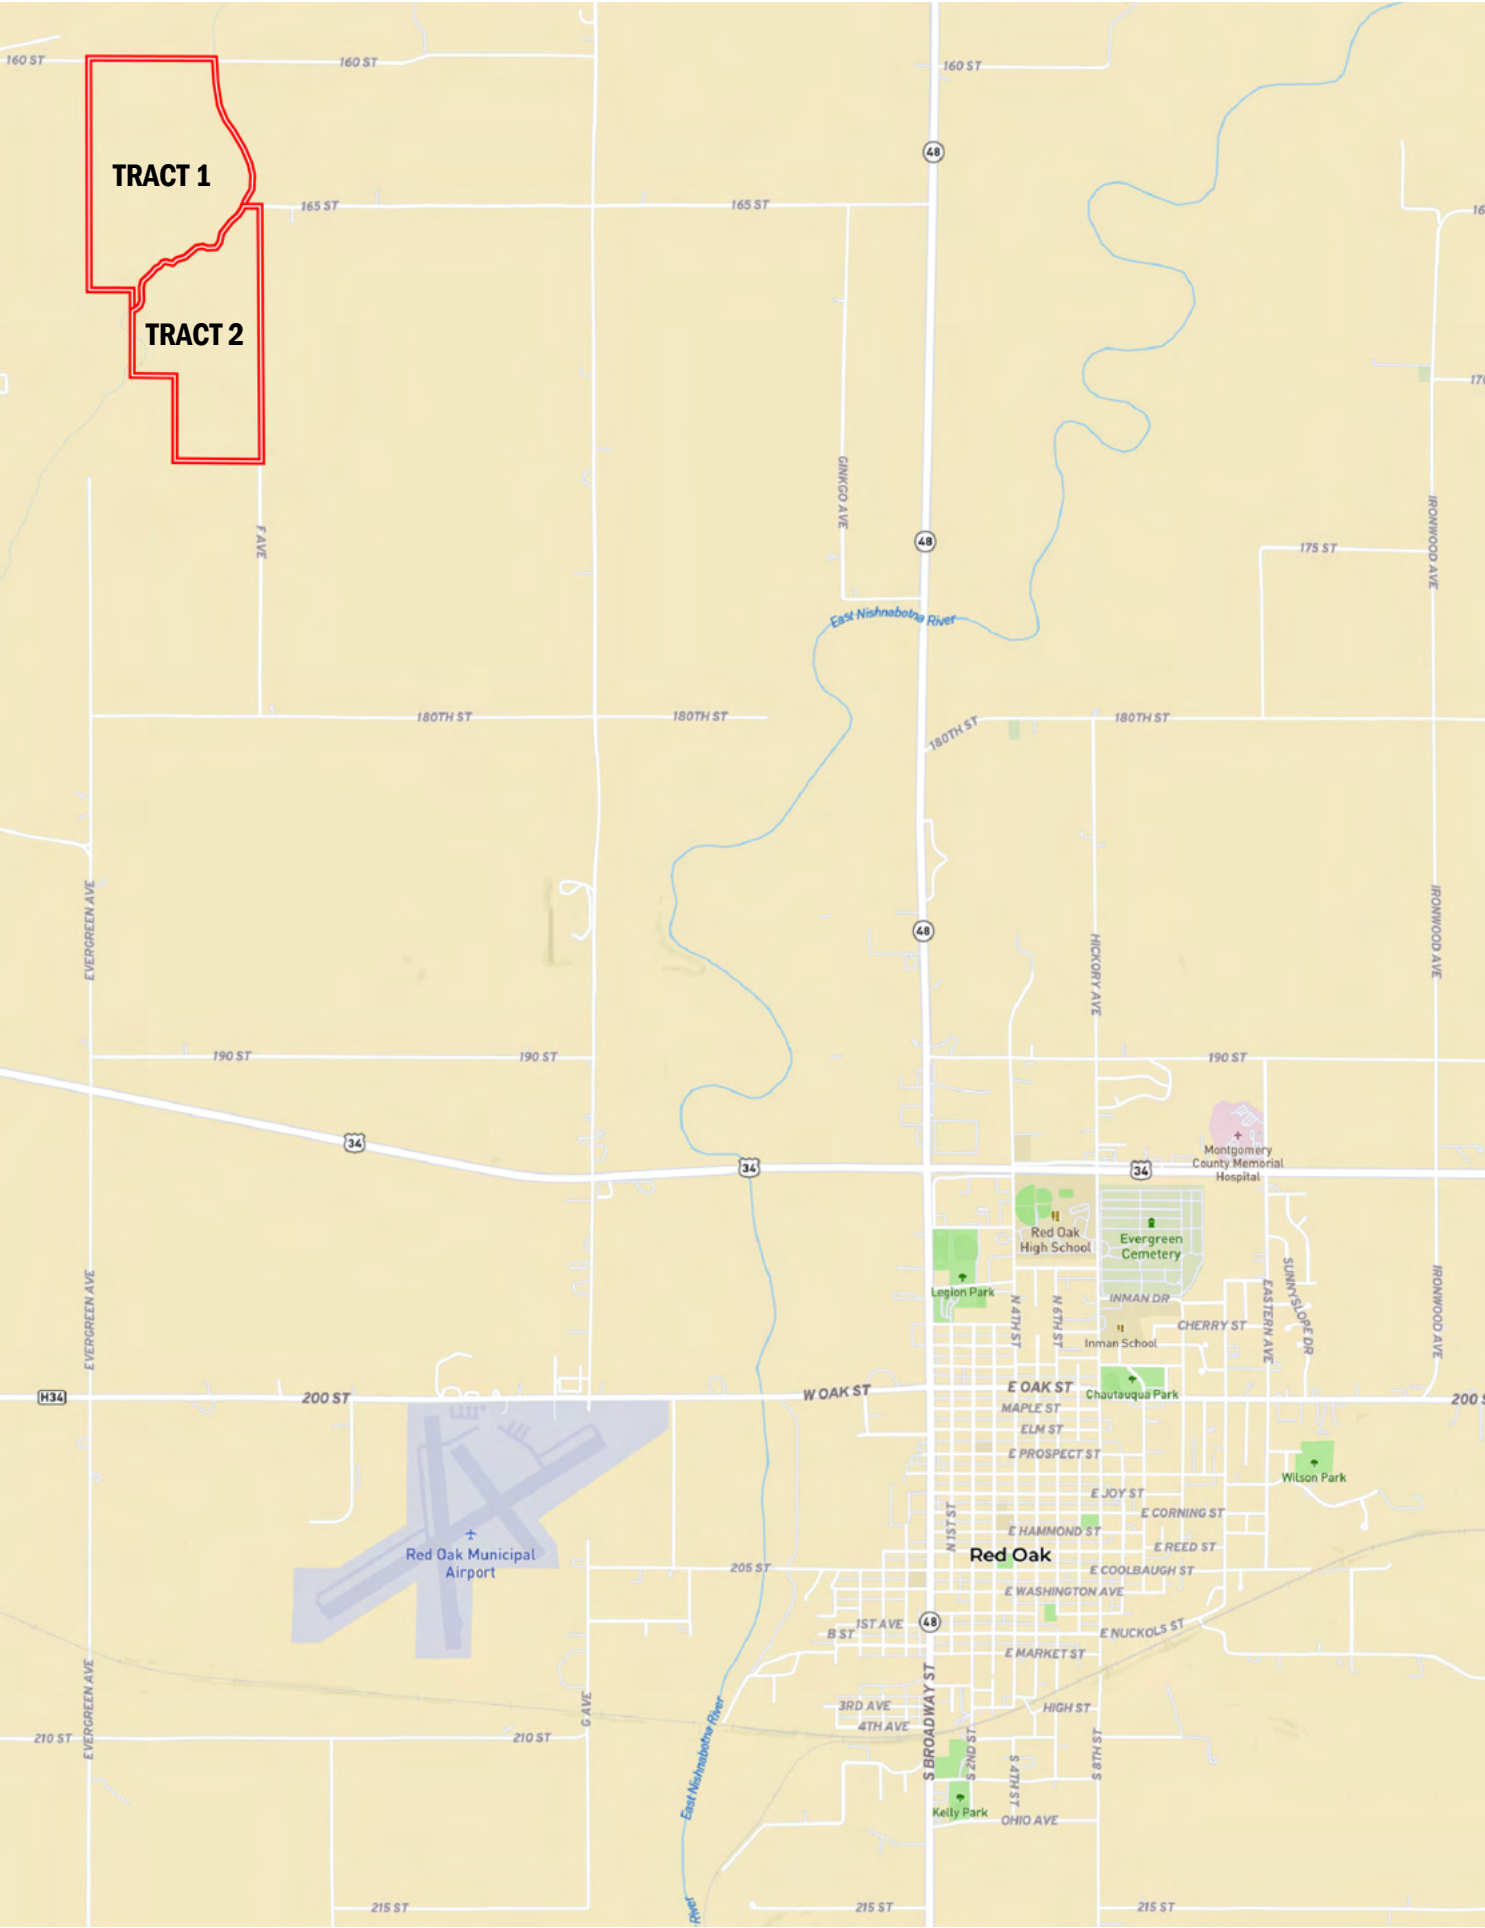 160 ST
160 ST
160 ST
48
TRACT 1
165 ST
165 ST
16
TRACT 2
170
GINKGO AVE
IRONWOOD AVE
F AVE
48
175 ST
East Nishnabotna River
180TH ST
180TH ST
180TH ST
180TH ST
EVERGREEN AVE
IRONWOOD AVE
48
HICKORY AVE
190 ST
190 ST
190 ST
34
34
34
Montgomery
County Memorial
Hospital
Red Oak
High School
Evergreen
Cemetery
Legion Park
INMAN DR
N 4TH ST
N 6TH ST
EASTERN AVE
SUNNYSLOPE DR
IRONWOOD AVE
EVERGREEN AVE
CHERRY ST
Inman School
H34
200 ST
W OAK ST
E OAK ST
Chautauqua Park
200 S
MAPLE ST
ELM ST
E PROSPECT ST
Wilson Park
E JOY ST
N 1ST ST
E CORNING ST
E HAMMOND ST
E REED ST
Red Oak
Red Oak Municipal
Airport
205 ST
E COOLBAUGH ST
E WASHINGTON AVE
48
1ST AVE
B ST
E NUCKOLS ST
E MARKET ST
EVERGREEN AVE
G AVE
3RD AVE
4TH AVE
HIGH ST
S BROADWAY ST
S 2ND ST
S 4TH ST
S 8TH ST
210 ST
210 ST
East Nishnabotna River
Kelly Park
OHIO AVE
215 ST
River
215 ST
215 ST